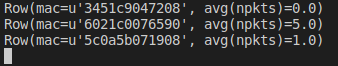 Row(mac=u'3451c9047208', avg(npkts)=0.0)
Row(mac=u'6021c0076590', avg(npkts)=5.0)
Row(mac=u'5c0a5b071908', avg(npkts)=1.0)